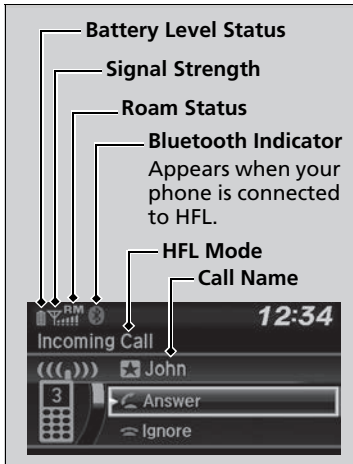 Battery Level Status
Signal Strength
Roam Status
Bluetooth Indicator
Appears when your
phone is connected
to HFL.
HFL Mode
Call Name
RM
12:34
Incoming Call
John
3
Answer
Ignore